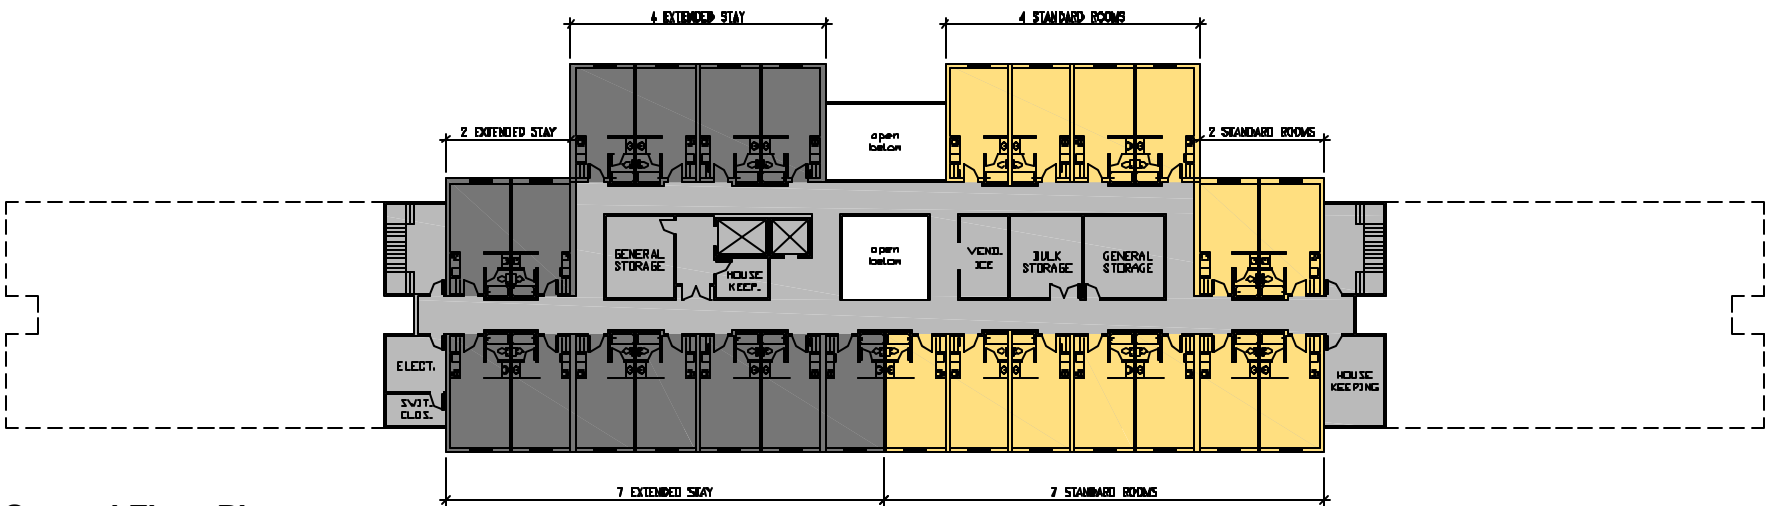 4 EXTENDED STAY
4 STANDARD ROOMS
2 EXTENDED STAY
2 STANDARD ROOMS
open
below
GENERAL
STORAGE
HOUSE
KEEP.
open
below
VEND.
ICE
BULK
STORAGE
GENERAL
STORAGE
ELECT.
SWIT.
CLOS.
HOUSE
KEEPING
7 EXTENDED STAY
7 STANDARD ROOMS